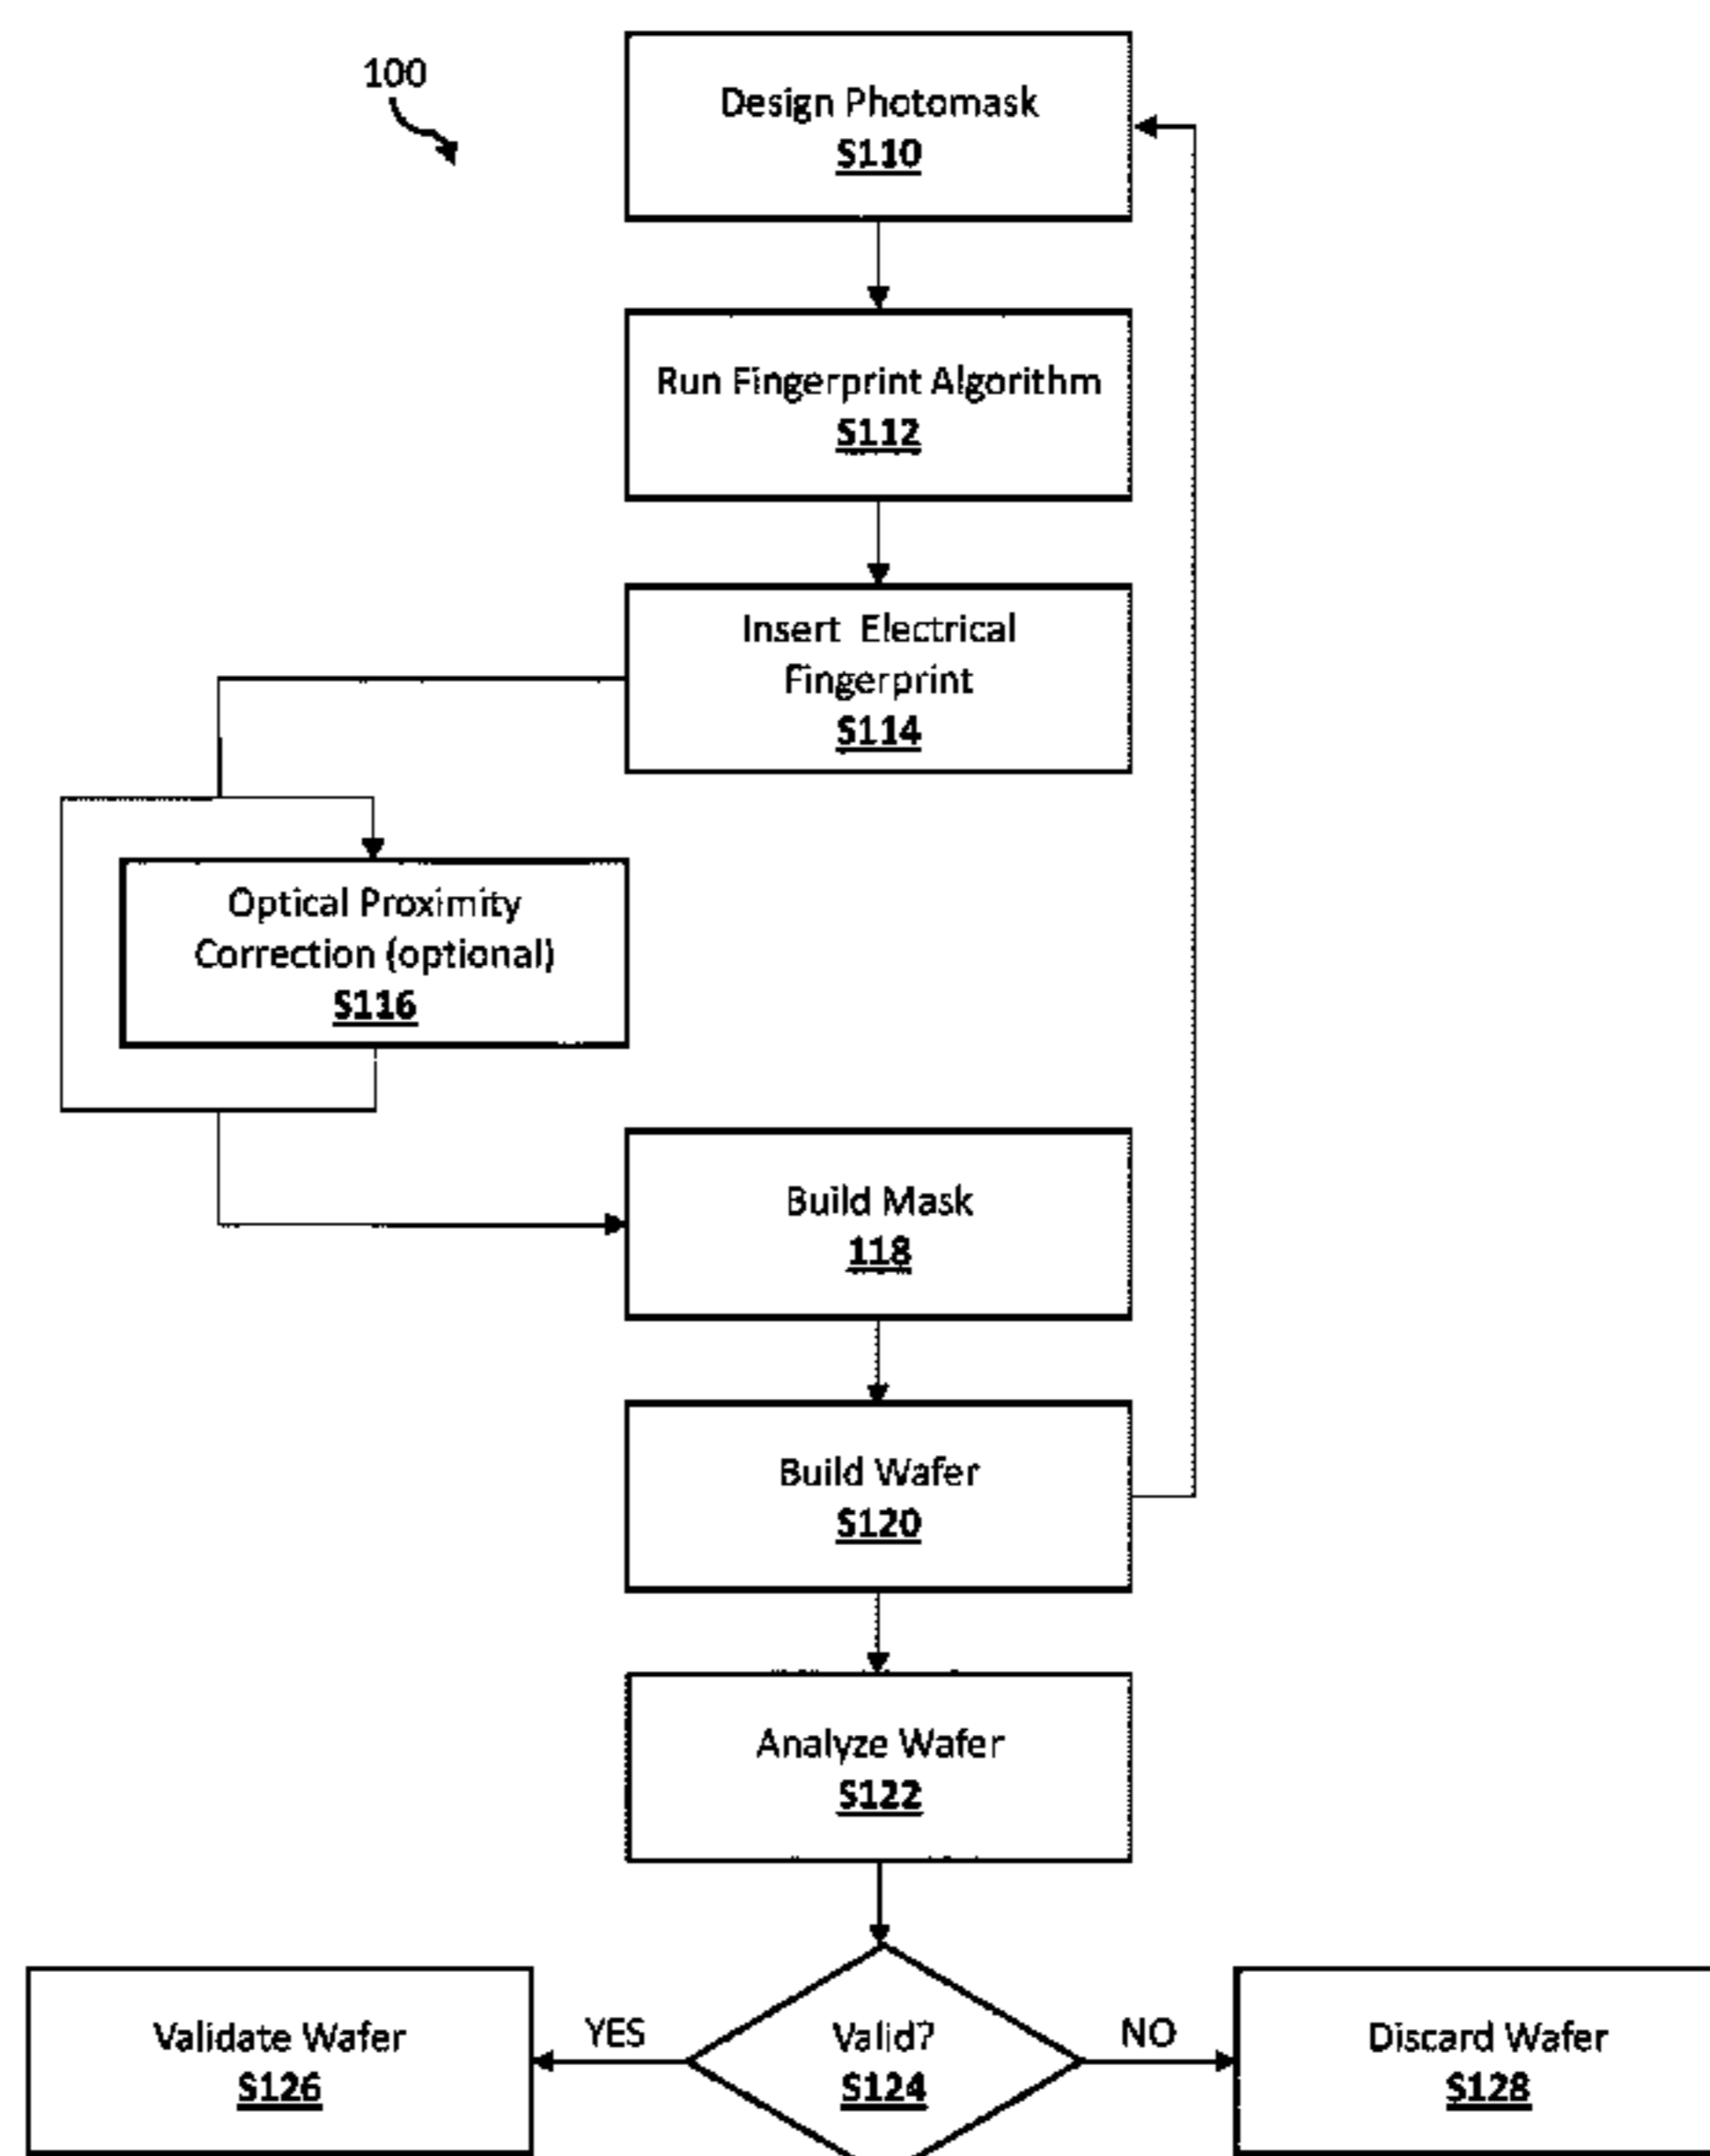 100
Design Photomask
S110
Run Fingerprint Algorithm
S112
Insert Electrical
Fingerprint
S114
Optical Proximity
Correction (optional)
S116
Build Mask
118
Build Wafer
S120
Analyze Wafer
S122
Validate Wafer
S126
YES
Valid?
S124
NO
Discard Wafer
S128